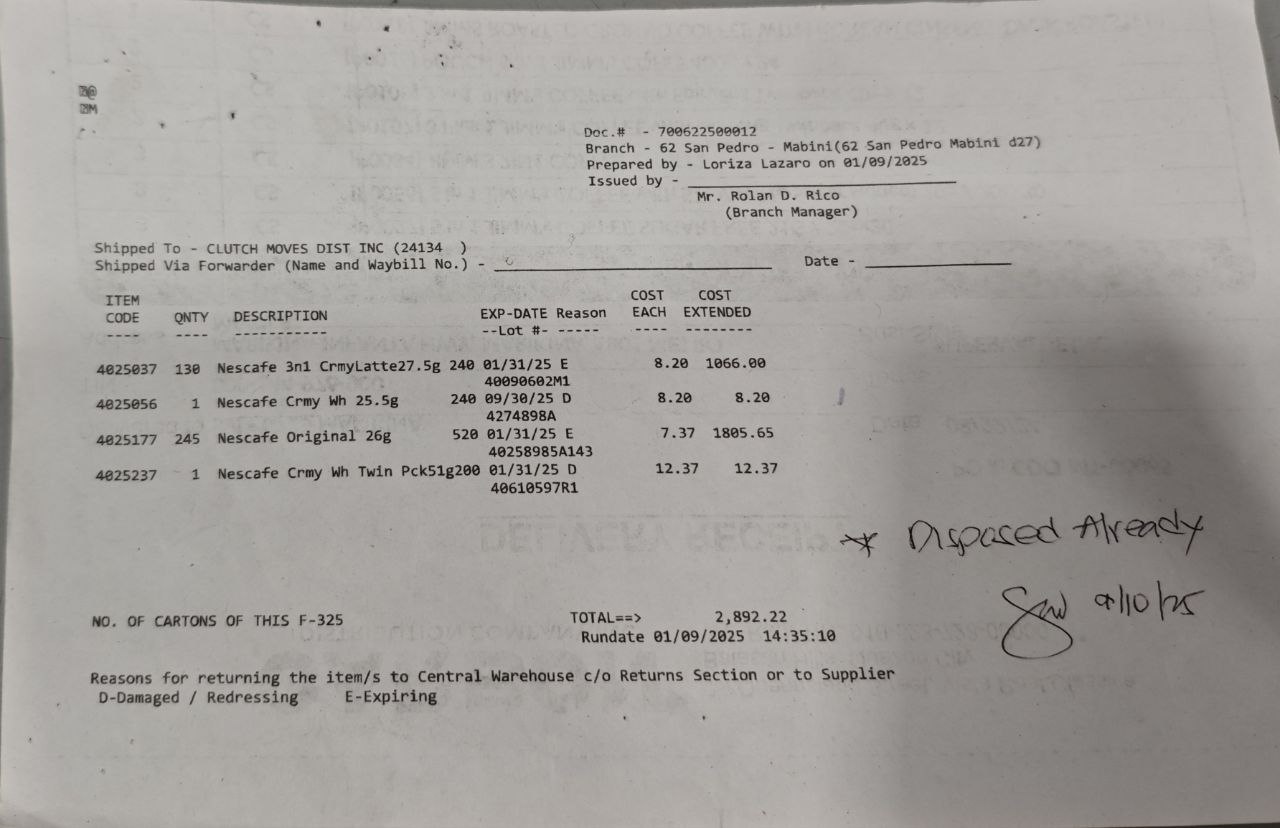 Doc.# - 700622500012
Branch - 62 San Pedro - Mabini(62 San Pedro Mabini d27)
Prepared by - Loriza Lazaro on 01/09/2025
Issued by -
Mr. Rolan D. Rico
(Branch Manager)
Shipped To - CLUTCH MOVES DIST INC (24134 )
Shipped Via Forwarder (Name and Waybill No.) - Date -
ITEM COST COST
CODE QNTY DESCRIPTION EXP-DATE Reason EACH EXTENDED
---- ---- ----------- --Lot #- ----- ---- --------
4025037 130 Nescafe 3n1 CrmyLatte27.5g 240 01/31/25 E 8.20 1066.00
40090602M1
4025056 1 Nescafe Crmy Wh 25.5g 240 09/30/25 D 8.20 8.20
4274898A
4025177 245 Nescafe Original 26g 520 01/31/25 E 7.37 1805.65
40258985A143
4025237 1 Nescafe Crmy Wh Twin Pck51g200 01/31/25 D 12.37 12.37
40610597R1
* Disposed Already
9/10/25
NO. OF CARTONS OF THIS F-325 TOTAL==> 2,892.22
Rundate 01/09/2025 14:35:10
Reasons for returning the item/s to Central Warehouse c/o Returns Section or to Supplier
D-Damaged / Redressing E-Expiring